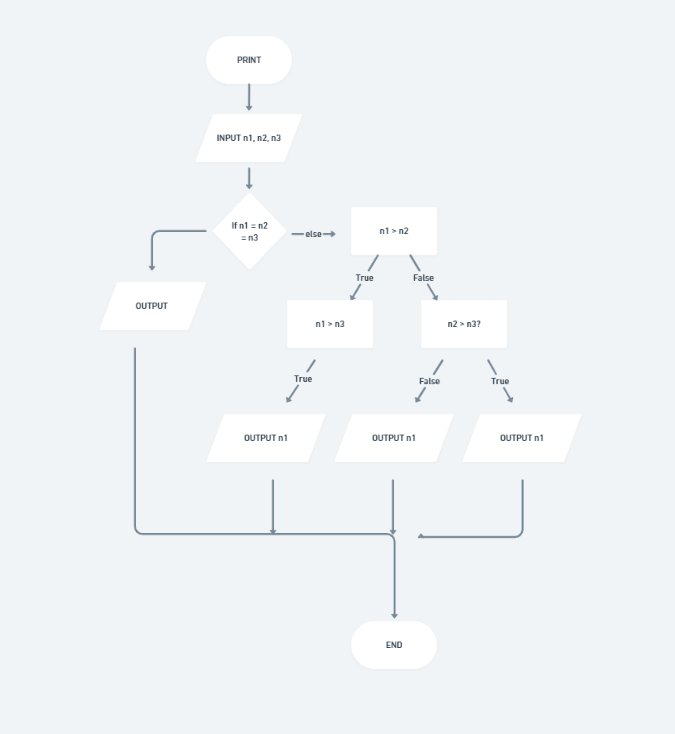 PRINT
INPUT n1, n2, n3
If n1 = n2
= n3
else
n1 > n2
True
False
OUTPUT
n1 > n3
n2 > n3?
True
False
True
OUTPUT n1
OUTPUT n1
OUTPUT n1
END